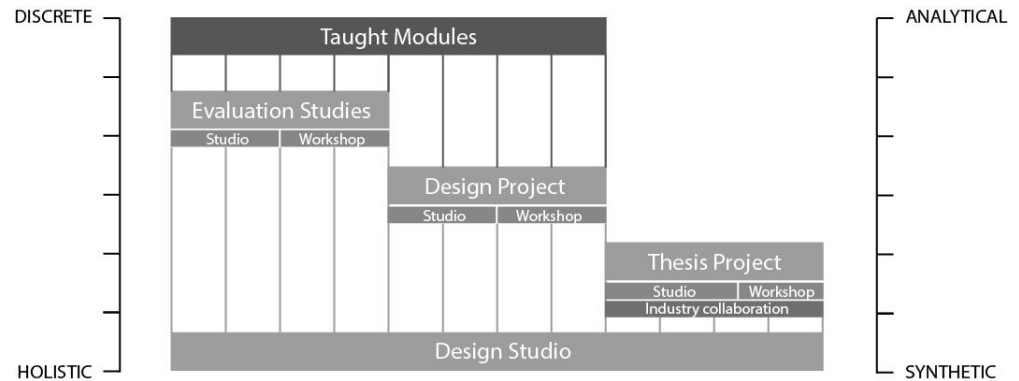 DISCRETE
ANALYTICAL
Taught Modules
Evaluation Studies
Studio Workshop
Design Project
Studio Workshop
Thesis Project
Studio Workshop
Industry collaboration
Design Studio
HOLISTIC
SYNTHETIC